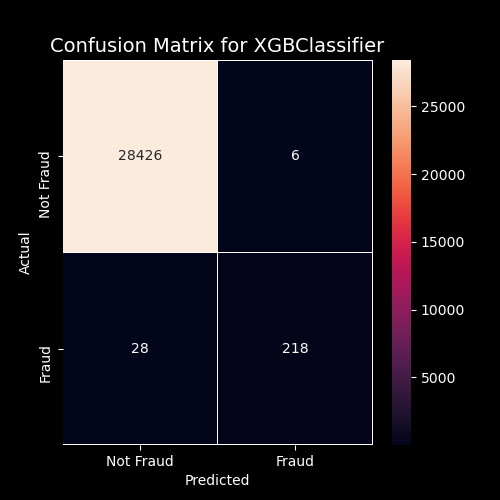 Confusion Matrix for XGBClassifier
28426
6
28
218
Not Fraud
Fraud
Actual
Not Fraud
Fraud
Predicted
25000
20000
15000
10000
5000